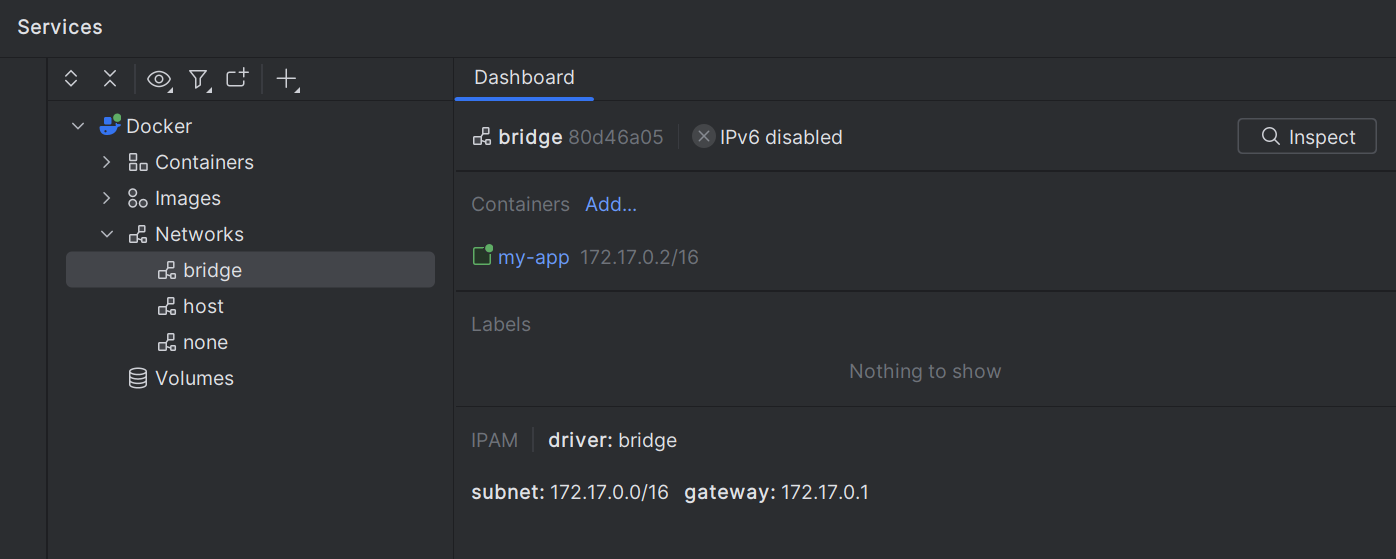 Services
Dashboard
Docker
Containers
Images
Networks
bridge
host
none
Volumes
bridge 80d46a05 IPv6 disabled Inspect
Containers Add...
my-app 172.17.0.2/16
Labels
Nothing to show
IPAM driver: bridge
subnet: 172.17.0.0/16 gateway: 172.17.0.1